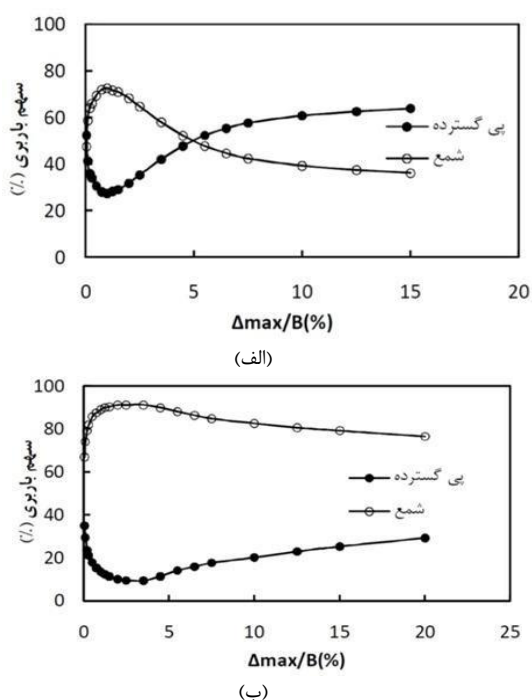 100
80
60
40
20
0
سهم باربری (٪)
پی گسترده
شمع
0 5 10 15 20
Δmax/B(%)
(الف)
100
80
60
40
20
0
سهم باربری (٪)
پی گسترده
شمع
0 5 10 15 20 25
Δmax/B(%)
(ب)